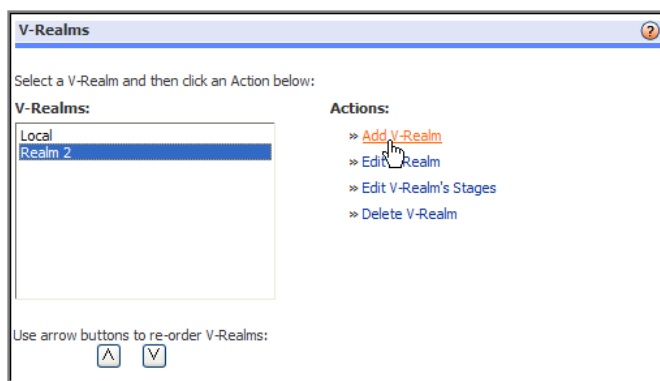 V-Realms
?
Select a V-Realm and then click an Action below:
V-Realms:
Local
Realm 2
Actions:
» Add V-Realm
» Edit Realm
» Edit V-Realm's Stages
» Delete V-Realm
Use arrow buttons to re-order V-Realms: